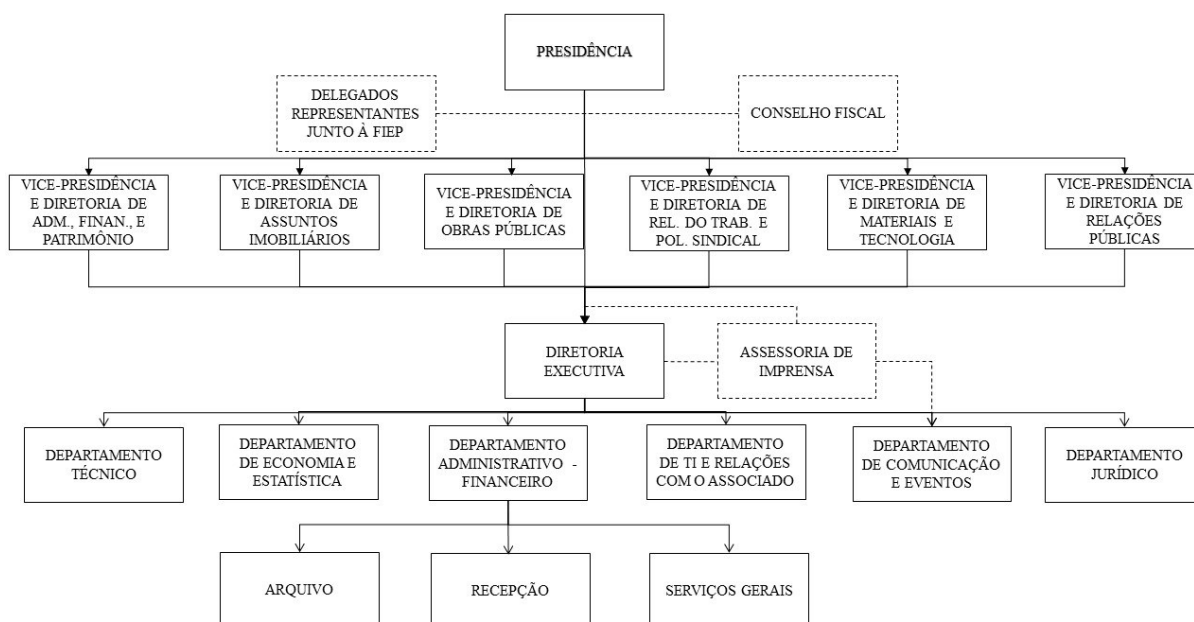 PRESIDÊNCIA
DELEGADOS
REPRESENTANTES
JUNTO À FIEP
CONSELHO FISCAL
VICE-PRESIDÊNCIA
E DIRETORIA DE
ADM., FINAN., E
PATRIMÔNIO
VICE-PRESIDÊNCIA
E DIRETORIA DE
ASSUNTOS
IMOBILIÁRIOS
VICE-PRESIDÊNCIA
E DIRETORIA DE
OBRAS PÚBLICAS
VICE-PRESIDÊNCIA
E DIRETORIA DE
REL. DO TRAB. E
POL. SINDICAL
VICE-PRESIDÊNCIA
E DIRETORIA DE
MATERIAIS E
TECNOLOGIA
VICE-PRESIDÊNCIA
E DIRETORIA DE
RELAÇÕES
PÚBLICAS
DIRETORIA
EXECUTIVA
ASSESSORIA DE
IMPRENSA
DEPARTAMENTO
TÉCNICO
DEPARTAMENTO
DE ECONOMIA E
ESTATÍSTICA
DEPARTAMENTO
ADMINISTRATIVO -
FINANCEIRO
DEPARTAMENTO
DE TI E RELAÇÕES
COM O ASSOCIADO
DEPARTAMENTO
DE COMUNICAÇÃO
E EVENTOS
DEPARTAMENTO
JURÍDICO
ARQUIVO
RECEPÇÃO
SERVIÇOS GERAIS